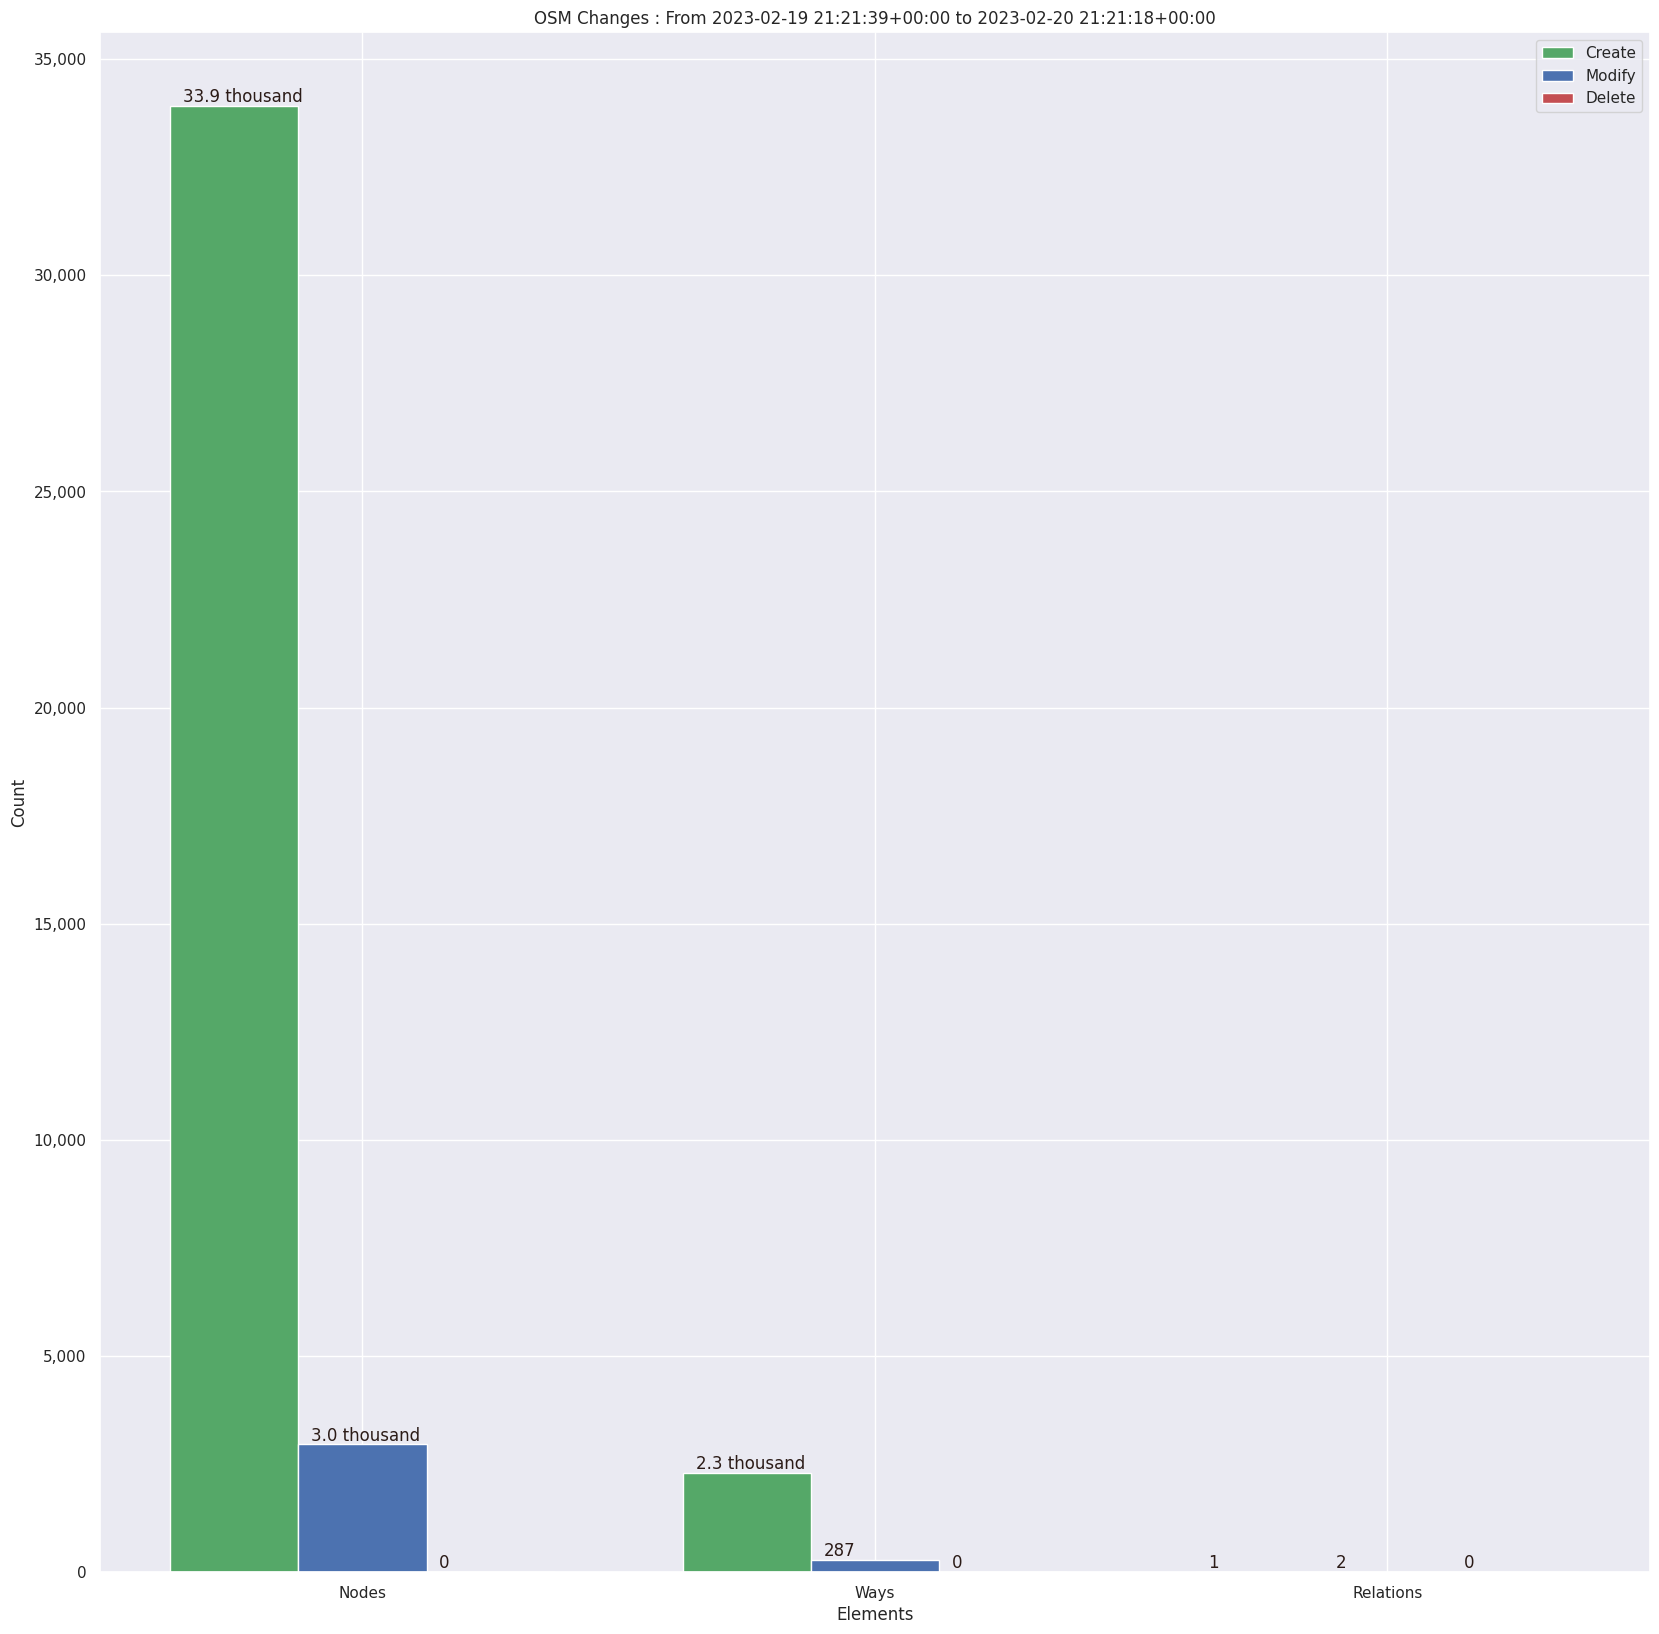 OSM Changes : From 2023-02-19 21:21:39+00:00 to 2023-02-20 21:21:18+00:00
Create
Modify
Delete
35,000
30,000
25,000
20,000
15,000
10,000
5,000
0
Count
33.9 thousand
3.0 thousand
0
2.3 thousand
287
0
1
2
0
Nodes
Ways
Relations
Elements